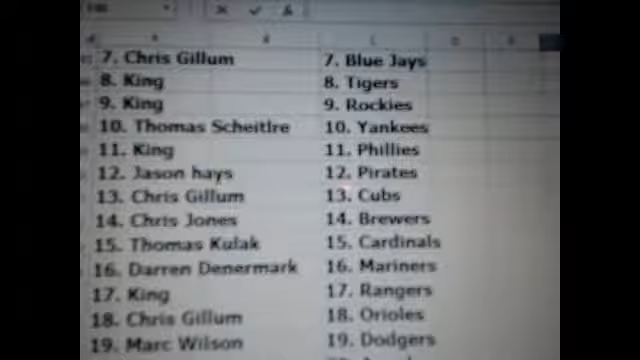 7. Chris Gillum 7. Blue Jays
8. King 8. Tigers
9. King 9. Rockies
10. Thomas Scheitlre 10. Yankees
11. King 11. Phillies
12. Jason hays 12. Pirates
13. Chris Gillum 13. Cubs
14. Chris Jones 14. Brewers
15. Thomas Kulak 15. Cardinals
16. Darren Denermark 16. Mariners
17. King 17. Rangers
18. Chris Gillum 18. Orioles
19. Marc Wilson 19. Dodgers